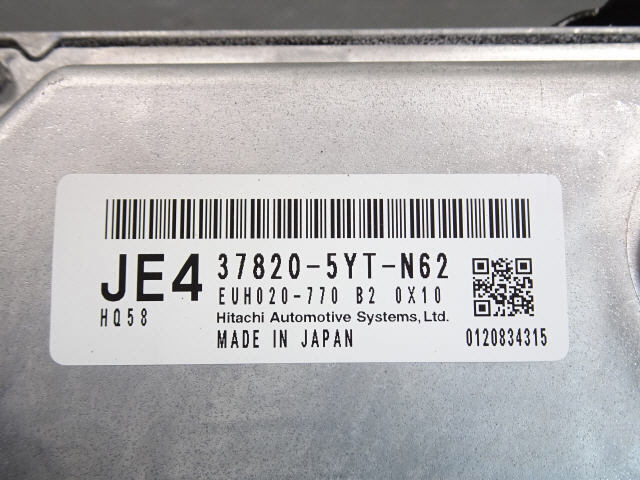 JE4 37820-5YT-N62
EUH020-770 B2 0X10
HQ58 Hitachi Automotive Systems, Ltd.
MADE IN JAPAN 0120834315